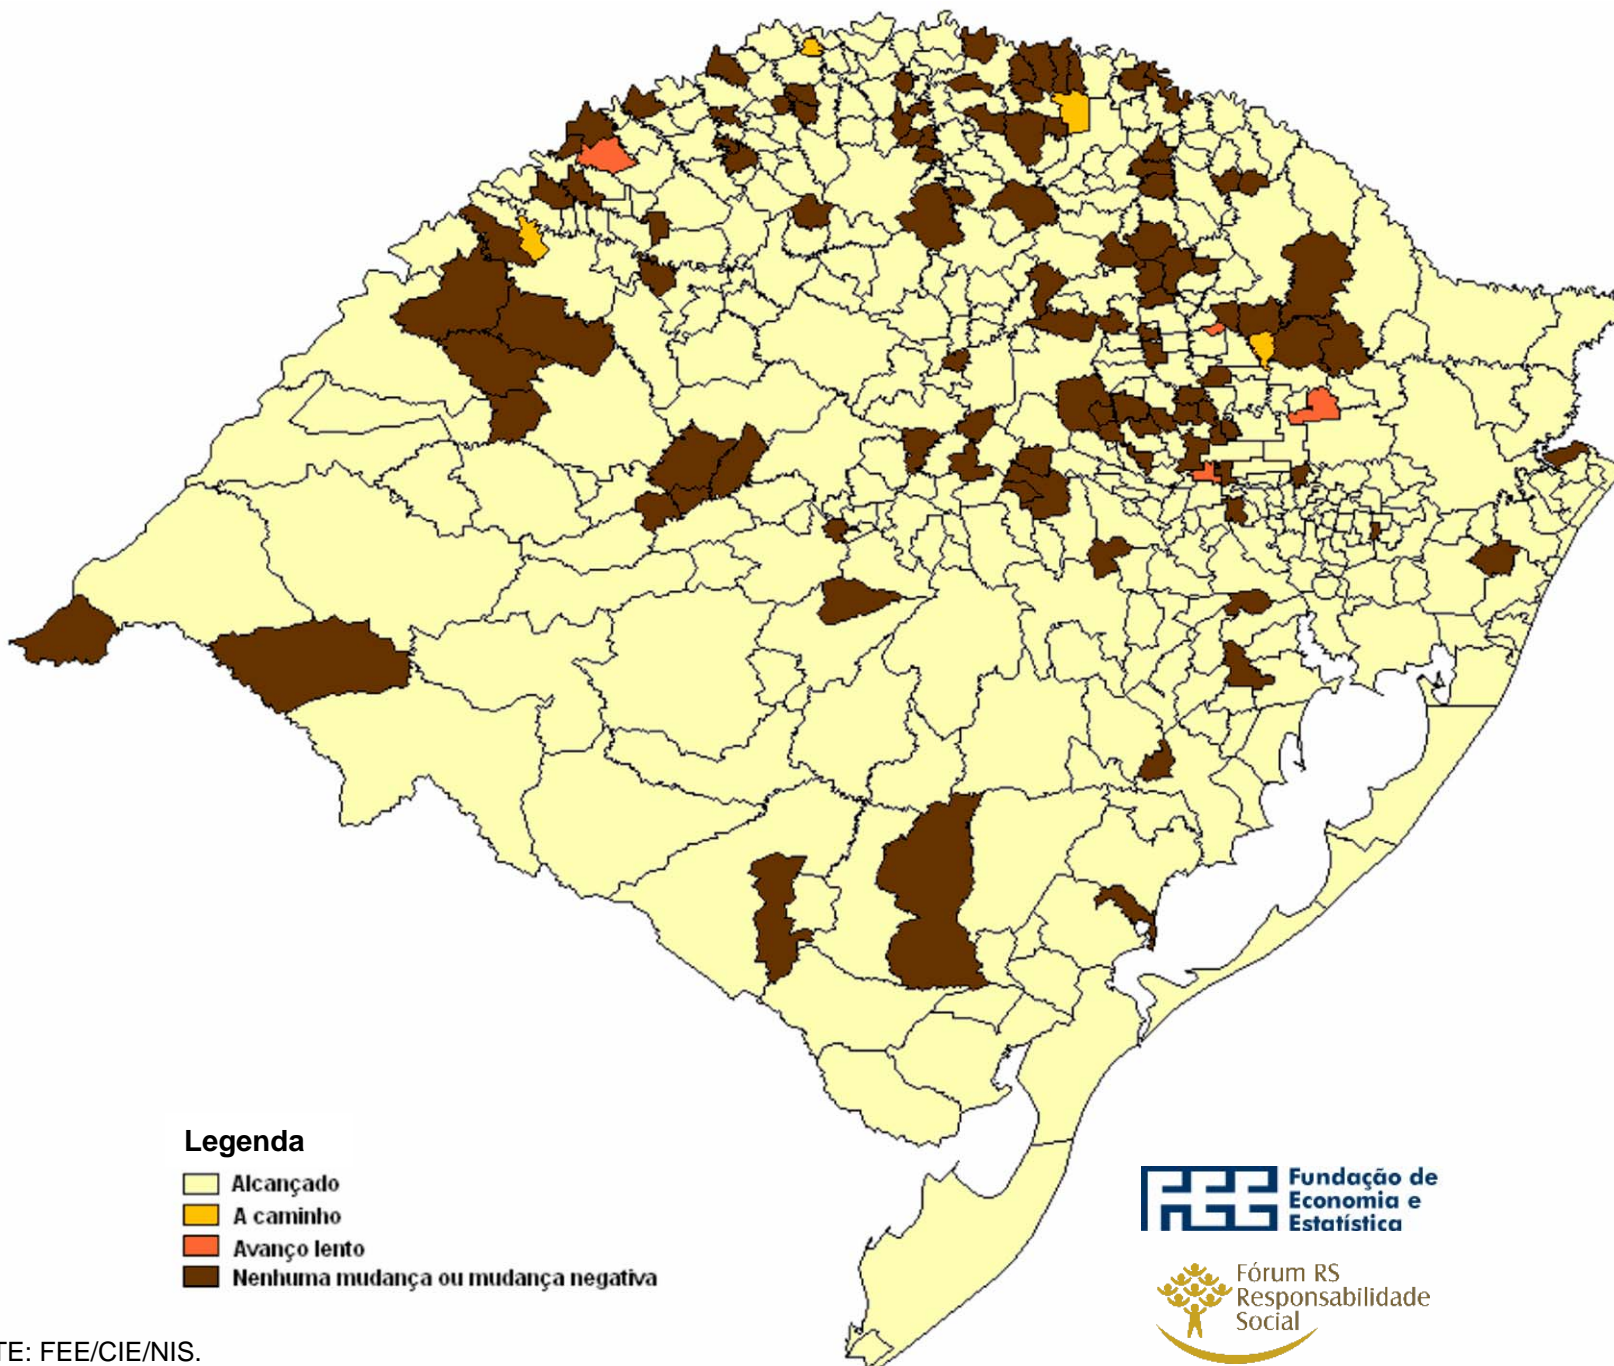 Legenda
Alcançado
A caminho
Avanço lento
Nenhuma mudança ou mudança negativa
FEE
Fundação de
Economia e
Estatística
Fórum RS
Responsabilidade
Social
TE: FEE/CIE/NIS.